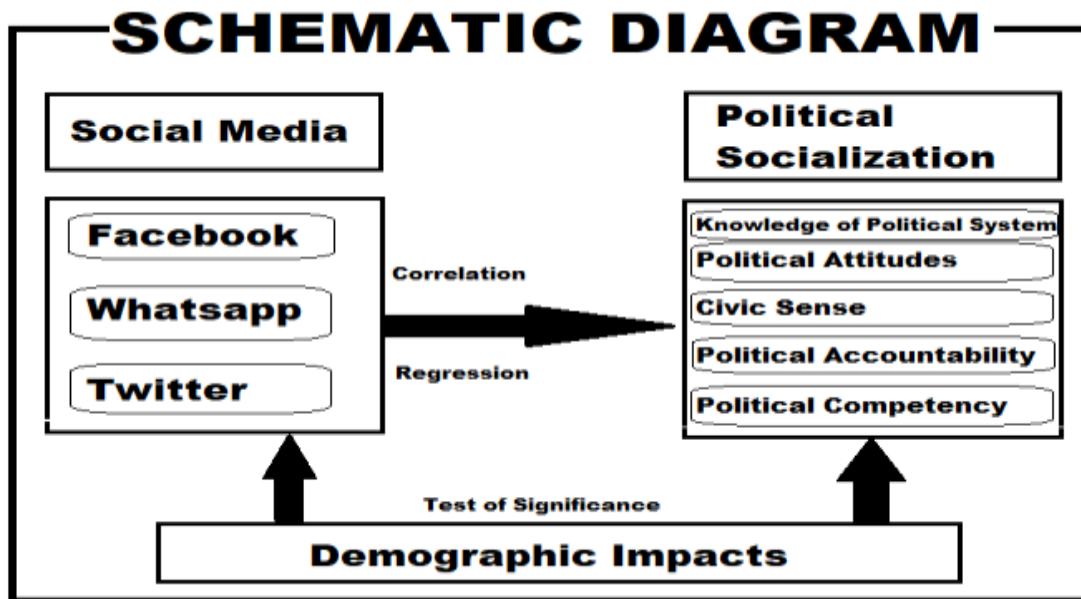 SCHEMATIC DIAGRAM
Social Media
Facebook
Whatsapp
Twitter
Correlation
Regression
Political
Socialization
Knowledge of Political System
Political Attitudes
Civic Sense
Political Accountability
Political Competency
Test of Significance
Demographic Impacts